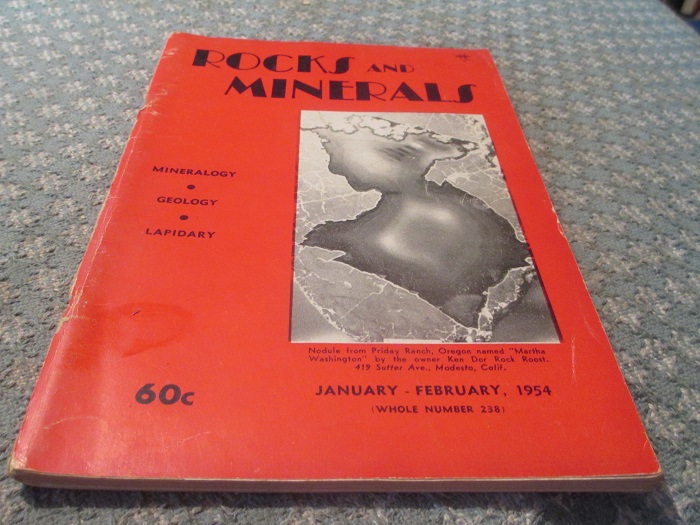 ROCKS AND
MINERALS
MINERALOGY
•
GEOLOGY
•
LAPIDARY
Nodule from Priday Ranch, Oregon named "Martha
Washington" by the owner Ken Dor Rock Roost.
419 Sutter Ave., Modesto, Calif.
60c
JANUARY - FEBRUARY, 1954
(WHOLE NUMBER 238)